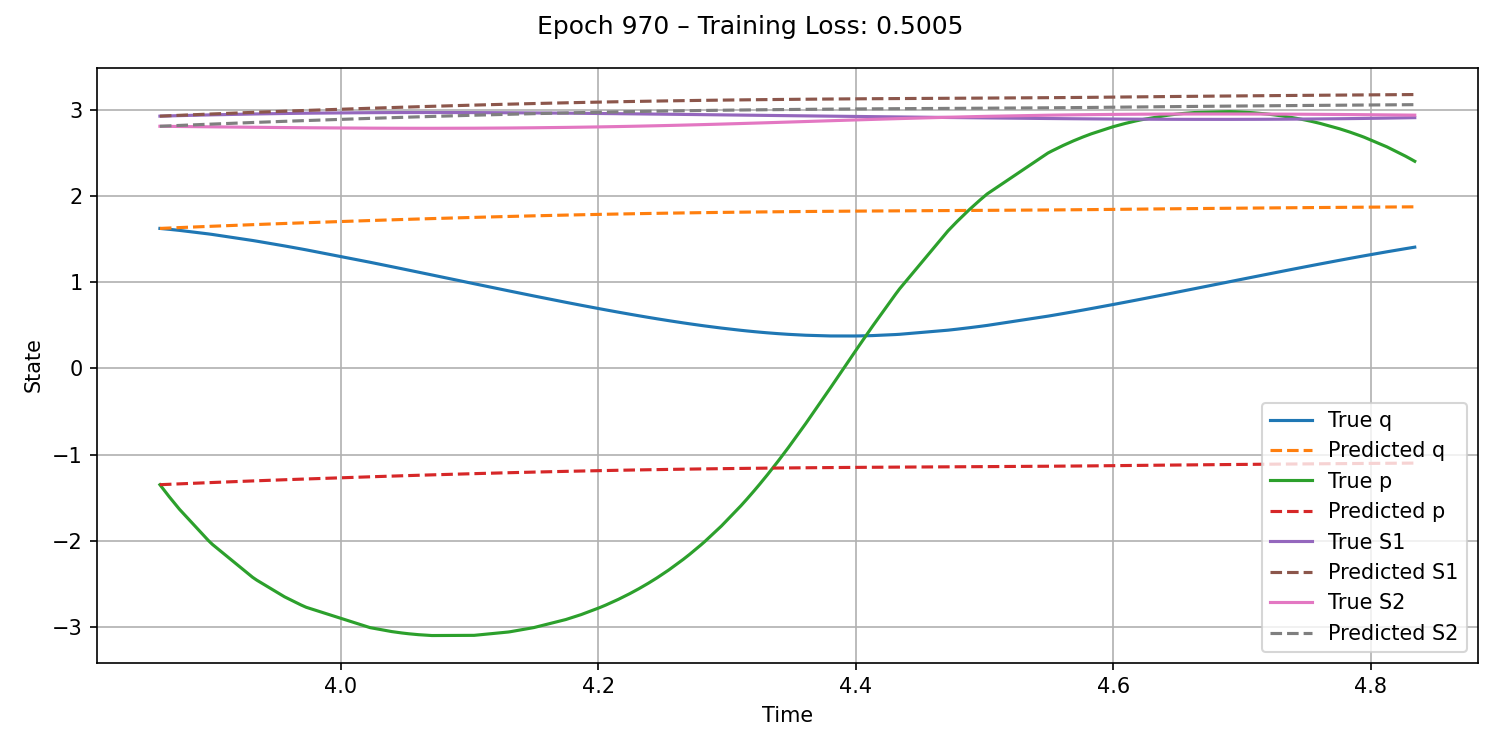 Epoch 970 – Training Loss: 0.5005
3
2
1
0
−1
−2
−3
State
4.0
4.2
4.4
4.6
4.8
Time
True q
Predicted q
True p
Predicted p
True S1
Predicted S1
True S2
Predicted S2